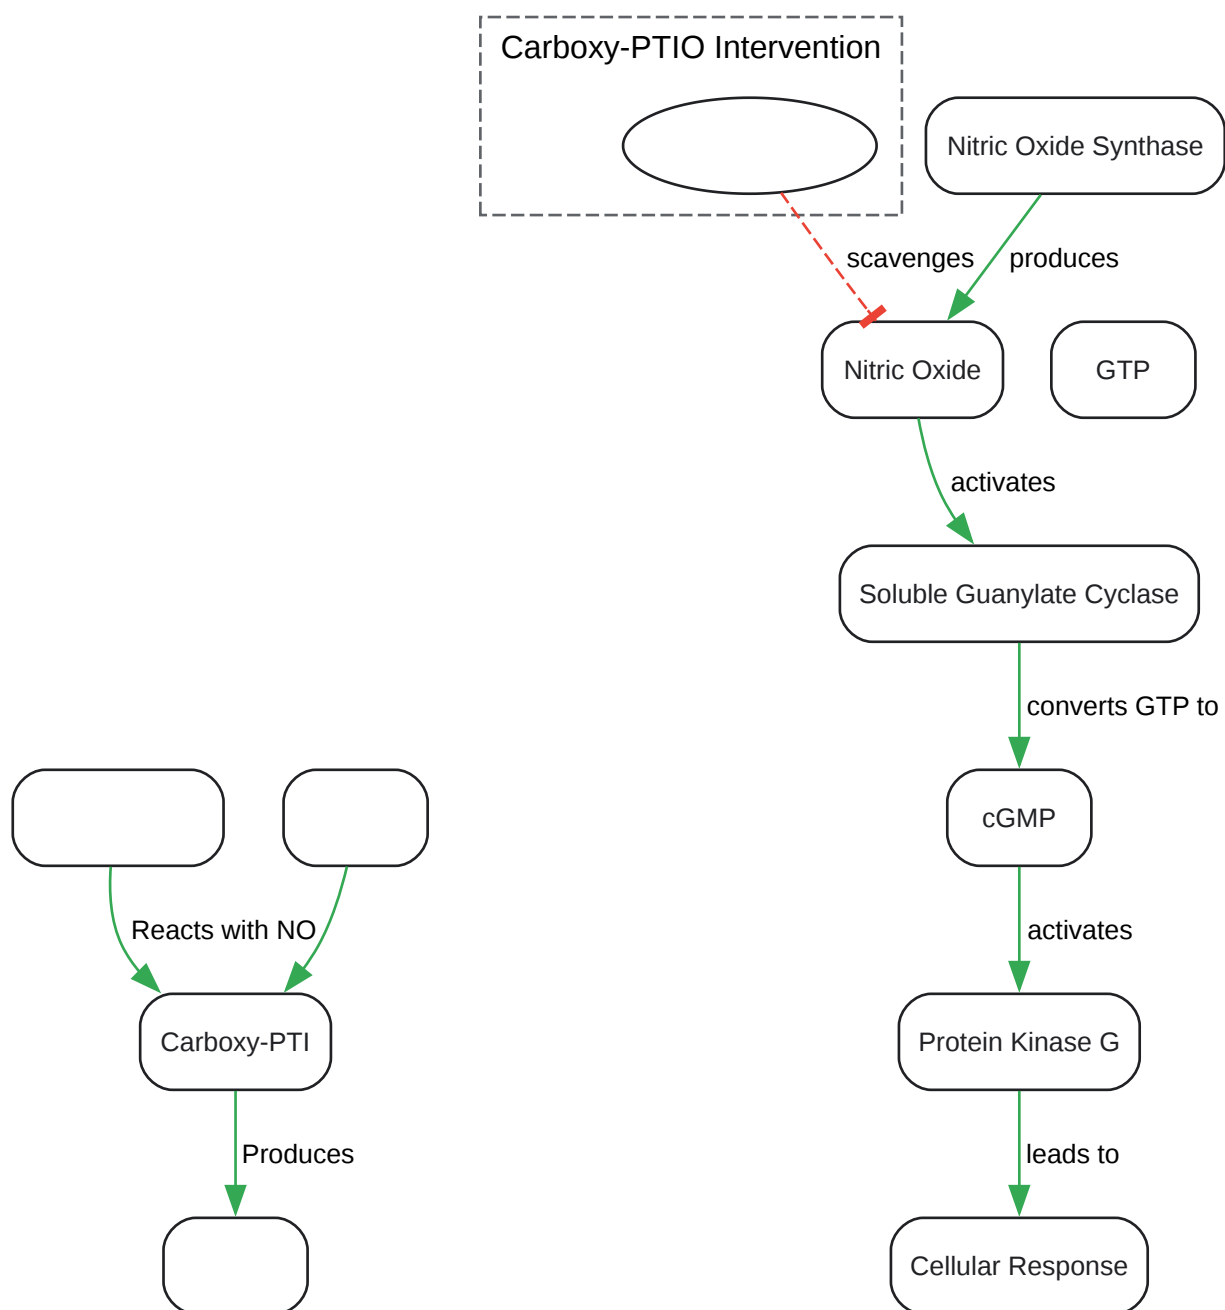 Carboxy-PTIO Intervention
Nitric Oxide Synthase
scavenges
produces
Nitric Oxide
GTP
activates
Soluble Guanylate Cyclase
converts GTP to
cGMP
Reacts with NO
activates
Carboxy-PTI
Protein Kinase G
Produces
leads to
Cellular Response